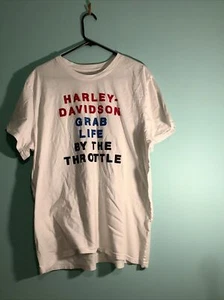 HARLEY-
DAVIDSON
GRAB
LIFE
BY THE
THROTTLE